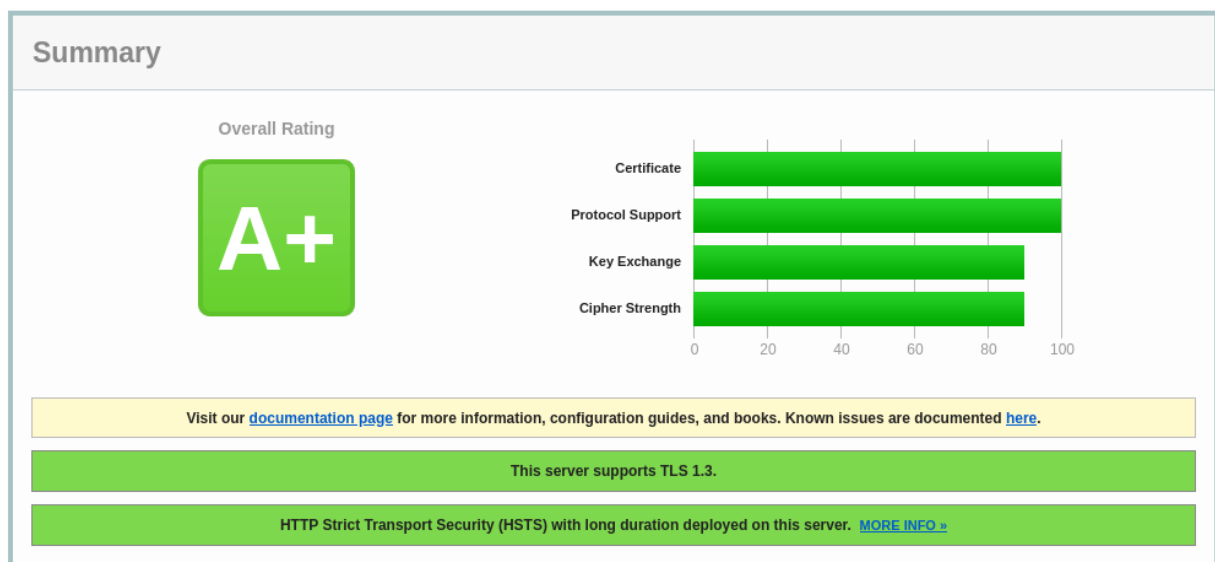 Summary
Overall Rating
A+
Certificate
Protocol Support
Key Exchange
Cipher Strength
0 20 40 60 80 100
Visit our documentation page for more information, configuration guides, and books. Known issues are documented here.
This server supports TLS 1.3.
HTTP Strict Transport Security (HSTS) with long duration deployed on this server. MORE INFO »